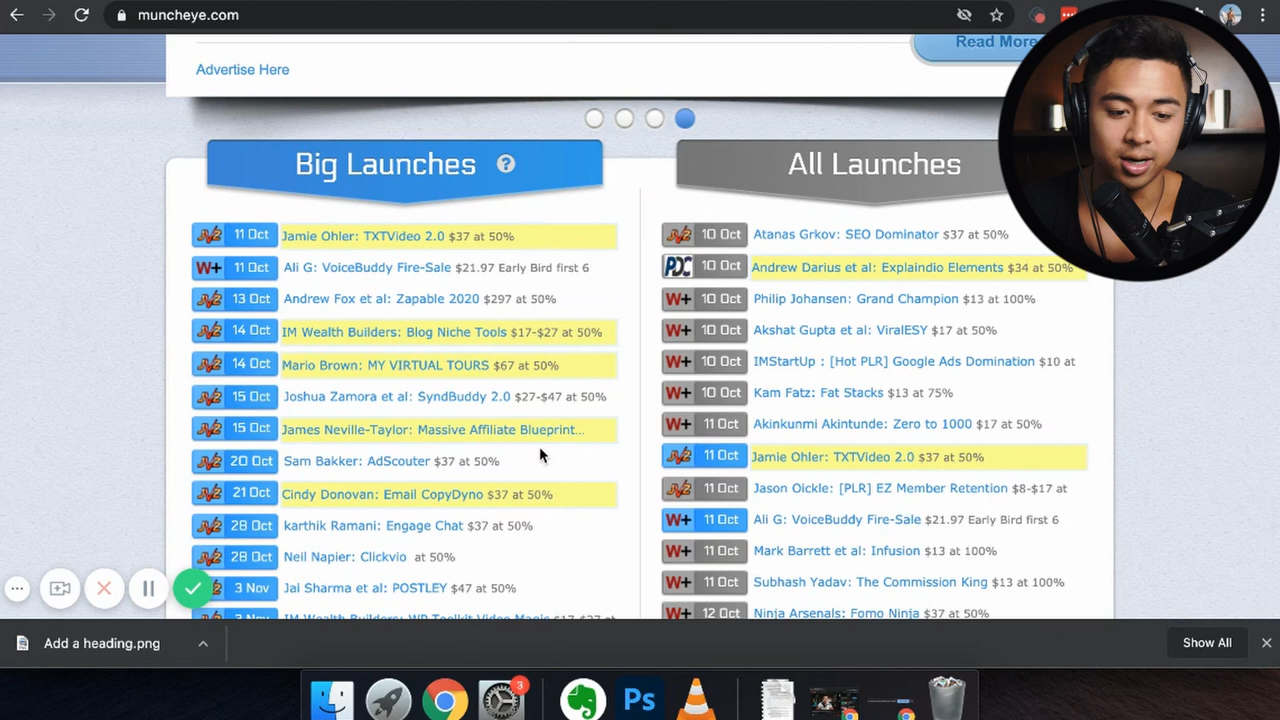 muncheye.com
Read More
Advertise Here
Big Launches ?
All Launches
11 Oct Jamie Ohler: TXTVideo 2.0 $37 at 50%
W+ 11 Oct Ali G: VoiceBuddy Fire-Sale $21.97 Early Bird first 6
13 Oct Andrew Fox et al: Zapable 2020 $297 at 50%
14 Oct IM Wealth Builders: Blog Niche Tools $17-$27 at 50%
14 Oct Mario Brown: MY VIRTUAL TOURS $67 at 50%
15 Oct Joshua Zamora et al: SyndBuddy 2.0 $27-$47 at 50%
15 Oct James Neville-Taylor: Massive Affiliate Blueprint...
20 Oct Sam Bakker: AdScouter $37 at 50%
21 Oct Cindy Donovan: Email CopyDyno $37 at 50%
28 Oct karthik Ramani: Engage Chat $37 at 50%
28 Oct Neil Napier: Clickvio at 50%
3 Nov Jai Sharma et al: POSTLEY $47 at 50%
IM Wealth Builders: WP Toolkit Video Magic
10 Oct Atanas Grkov: SEO Dominator $37 at 50%
PDC 10 Oct Andrew Darius et al: Explaindio Elements $34 at 50%
W+ 10 Oct Philip Johansen: Grand Champion $13 at 100%
W+ 10 Oct Akshat Gupta et al: ViralESY $17 at 50%
W+ 10 Oct IMStartUp : [Hot PLR] Google Ads Domination $10 at
W+ 10 Oct Kam Fatz: Fat Stacks $13 at 75%
W+ 11 Oct Akinkunmi Akintunde: Zero to 1000 $17 at 50%
11 Oct Jamie Ohler: TXTVideo 2.0 $37 at 50%
11 Oct Jason Oickle: [PLR] EZ Member Retention $8-$17 at
W+ 11 Oct Ali G: VoiceBuddy Fire-Sale $21.97 Early Bird first 6
W+ 11 Oct Mark Barrett et al: Infusion $13 at 100%
W+ 11 Oct Subhash Yadav: The Commission King $13 at 100%
W+ 12 Oct Ninja Arsenals: Fomo Ninja $37 at 50%
Add a heading.png
Show All
3
Ps